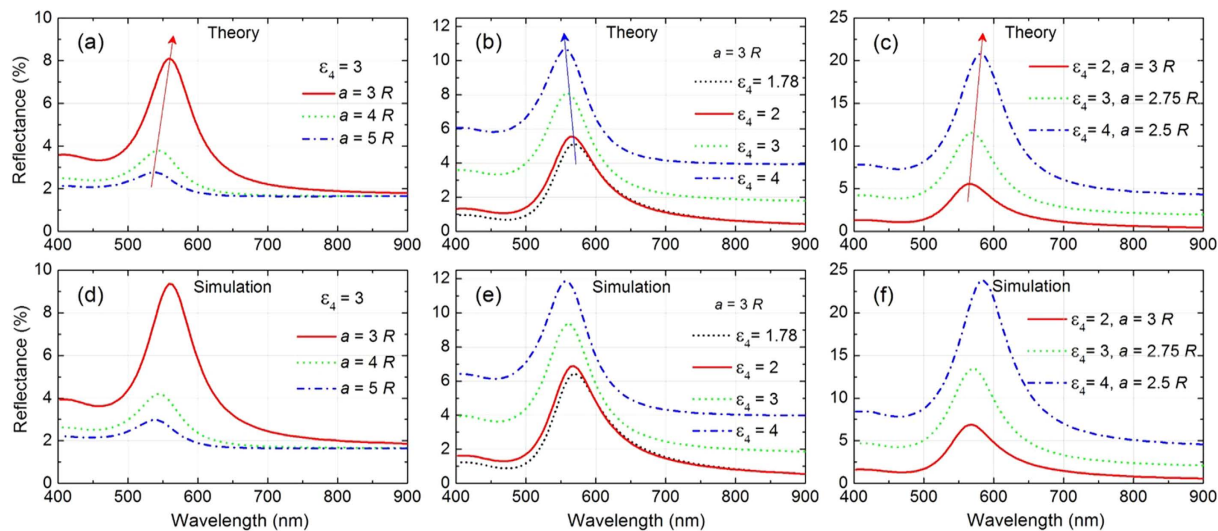 (a) Theory
ε4 = 3
a = 3 R
a = 4 R
a = 5 R
10
8
6
4
2
0
400 500 600 700 800 900
Reflectance (%)
(b) Theory
a = 3 R
ε4 = 1.78
ε4 = 2
ε4 = 3
ε4 = 4
12
10
8
6
4
2
0
400 500 600 700 800 900
(c) Theory
ε4 = 2, a = 3 R
ε4 = 3, a = 2.75 R
ε4 = 4, a = 2.5 R
25
20
15
10
5
0
400 500 600 700 800 900
(d) Simulation
ε4 = 3
a = 3 R
a = 4 R
a = 5 R
10
8
6
4
2
0
400 500 600 700 800 900
Reflectance (%)
Wavelength (nm)
(e) Simulation
a = 3 R
ε4 = 1.78
ε4 = 2
ε4 = 3
ε4 = 4
12
10
8
6
4
2
0
400 500 600 700 800 900
Wavelength (nm)
(f) Simulation
ε4 = 2, a = 3 R
ε4 = 3, a = 2.75 R
ε4 = 4, a = 2.5 R
25
20
15
10
5
0
400 500 600 700 800 900
Wavelength (nm)